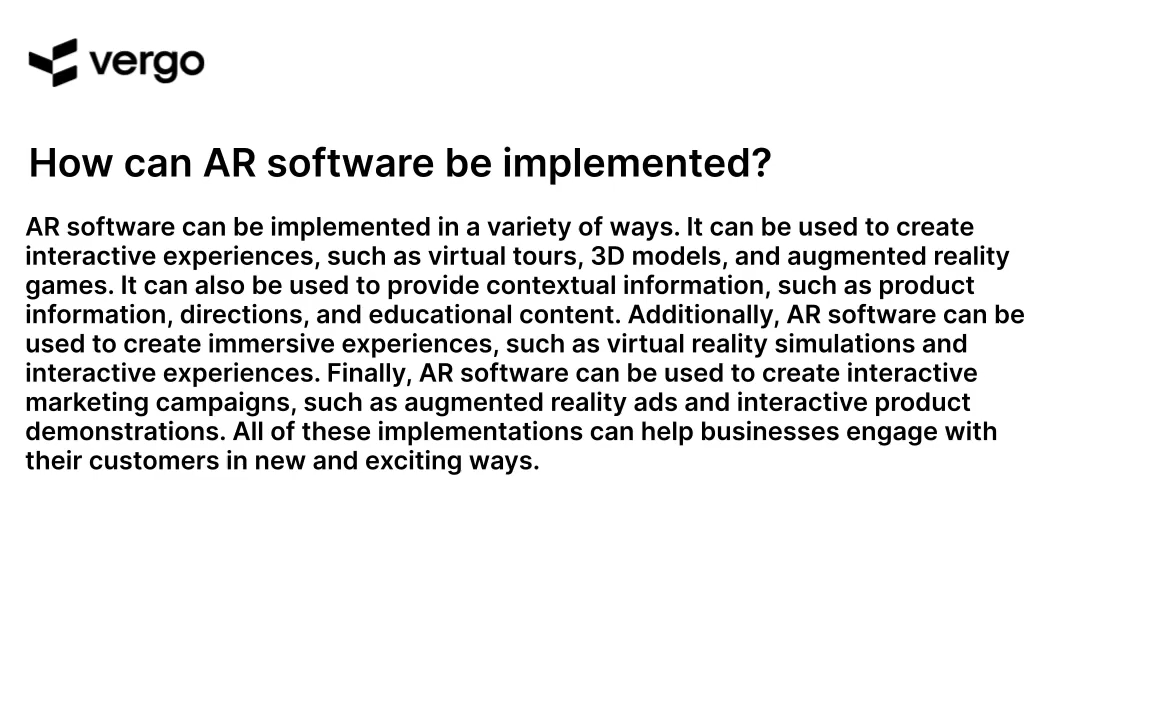 vergo
How can AR software be implemented?
AR software can be implemented in a variety of ways. It can be used to create
interactive experiences, such as virtual tours, 3D models, and augmented reality
games. It can also be used to provide contextual information, such as product
information, directions, and educational content. Additionally, AR software can be
used to create immersive experiences, such as virtual reality simulations and
interactive experiences. Finally, AR software can be used to create interactive
marketing campaigns, such as augmented reality ads and interactive product
demonstrations. All of these implementations can help businesses engage with
their customers in new and exciting ways.